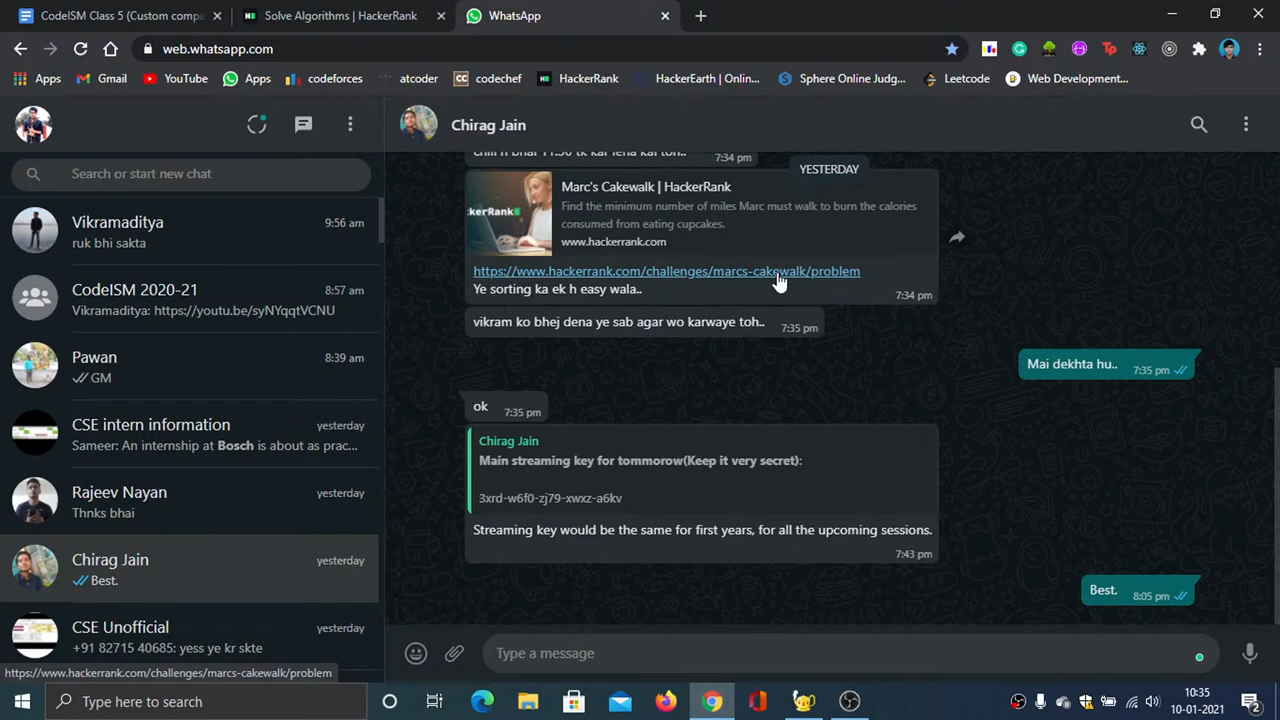 CodeISM Class 5 (Custom compa
Solve Algorithms | HackerRank
WhatsApp
web.whatsapp.com
Apps
Gmail
YouTube
Apps
codeforces
atcoder
codechef
HackerRank
HackerEarth | Onlin...
Sphere Online Judg...
Leetcode
Web Development...
Search or start new chat
Vikramaditya
9:56 am
ruk bhi sakta
CodeISM 2020-21
8:57 am
Vikramaditya: https://youtu.be/syNYqqtVCNU
Pawan
8:39 am
GM
CSE intern information
yesterday
Sameer: An internship at Bosch is about as prac...
Rajeev Nayan
yesterday
Thnks bhai
Chirag Jain
yesterday
Best.
CSE Unofficial
yesterday
+91 82715 40685: yess ye kr skte
https://www.hackerrank.com/challenges/marcs-cakewalk/problem
Chirag Jain
7:34 pm
YESTERDAY
Marc's Cakewalk | HackerRank
Find the minimum number of miles Marc must walk to burn the calories
consumed from eating cupcakes.
www.hackerrank.com
https://www.hackerrank.com/challenges/marcs-cakewalk/problem
Ye sorting ka ek h easy wala..
7:34 pm
vikram ko bhej dena ye sab agar wo karwaye toh..
7:35 pm
Mai dekhta hu..
7:35 pm
ok
7:35 pm
Chirag Jain
Main streaming key for tommorow(Keep it very secret):
3xrd-w6f0-zj79-xwxz-a6kv
Streaming key would be the same for first years, for all the upcoming sessions.
7:43 pm
Best.
8:05 pm
Type a message
Type here to search
10:35
10-01-2021